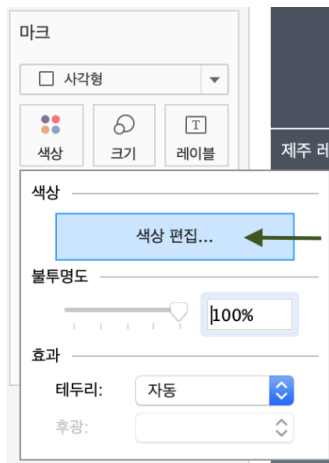 마크
사각형
색상 크기 레이블
제주 레
색상
색상 편집...
불투명도
100%
효과
테두리: 자동
후광: